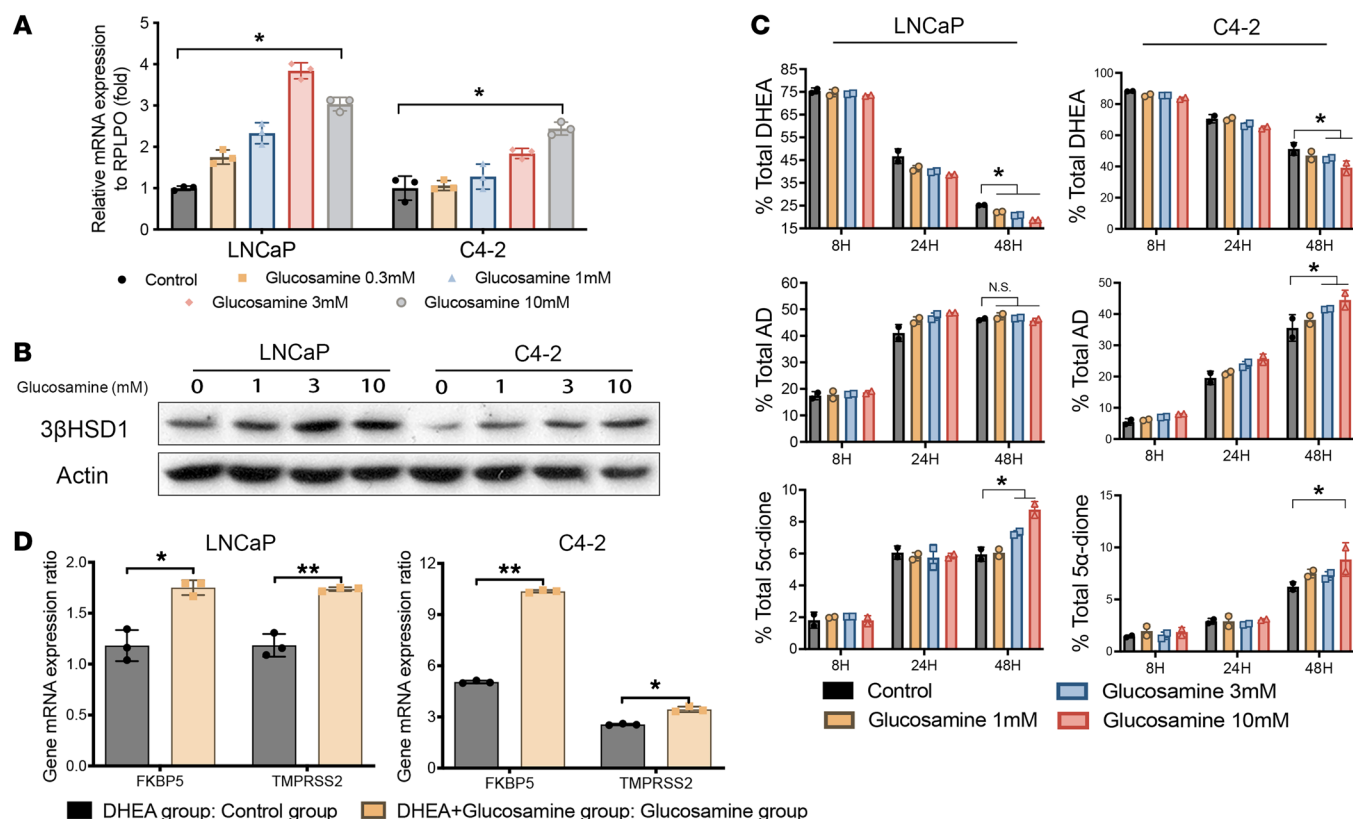 A
Relative mRNA expression
to RPLPO (fold)
5
4
3
2
1
0
*
*
LNCaP
C4-2
Control
Glucosamine 0.3mM
Glucosamine 1mM
Glucosamine 3mM
Glucosamine 10mM
B
LNCaP
C4-2
Glucosamine (mM)
0 1 3 10 0 1 3 10
3βHSD1
Actin
D
LNCaP
Gene mRNA expression ratio
2.0
1.5
1.0
0.5
0.0
*
**
FKBP5
TMPRSS2
C4-2
Gene mRNA expression ratio
12
9
6
3
0
**
*
FKBP5
TMPRSS2
DHEA group: Control group
DHEA+Glucosamine group: Glucosamine group
C
LNCaP
C4-2
% Total DHEA
75
60
45
30
15
*
8H
24H
48H
% Total DHEA
100
80
60
40
20
0
*
8H
24H
48H
% Total AD
60
50
40
30
20
10
0
N.S.
8H
24H
48H
% Total AD
50
40
30
20
10
0
*
8H
24H
48H
% Total 5α-dione
10
8
6
4
2
0
*
8H
24H
48H
% Total 5α-dione
15
10
5
0
*
8H
24H
48H
Control
Glucosamine 1mM
Glucosamine 3mM
Glucosamine 10mM